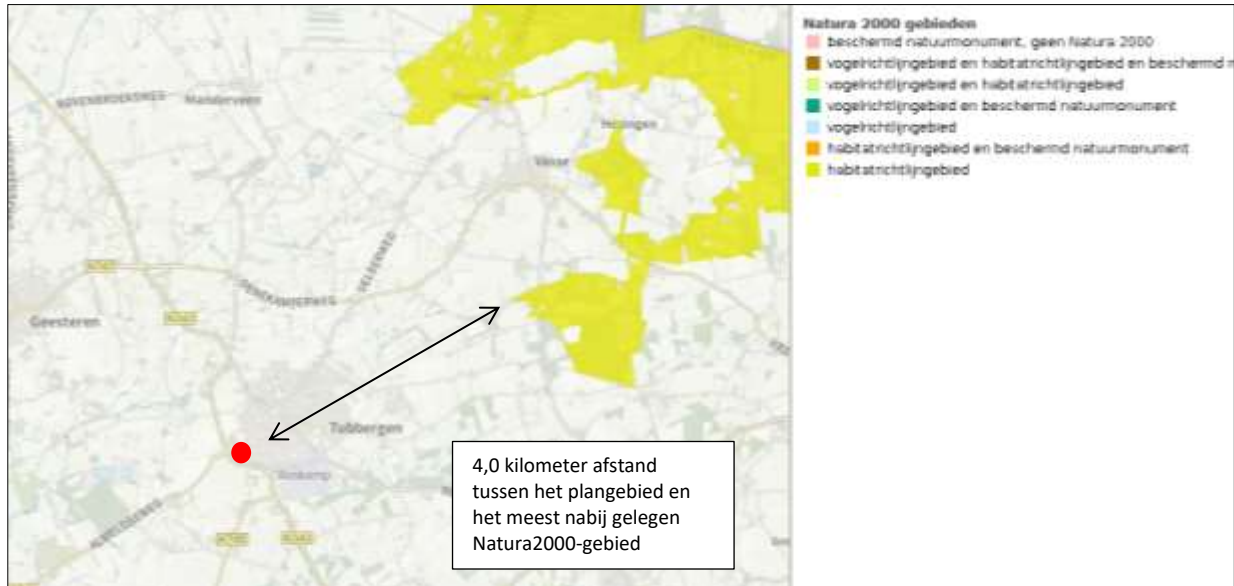 Natura 2000 gebieden
beschermd natuurmonument, geen Natura 2000
vogelrichtlijngebied en habitatrichtlijngebied en beschermd n
vogelrichtlijngebied en habitatrichtlijngebied
vogelrichtlijngebied en beschermd natuurmonument
vogelrichtlijngebied
habitatrichtlijngebied en beschermd natuurmonument
habitatrichtlijngebied
Manderveen
Hezingen
Vasse
DENEKAMPERWEG
Geesteren
Tubbergen
4,0 kilometer afstand
tussen het plangebied en
het meest nabij gelegen
Natura2000-gebied